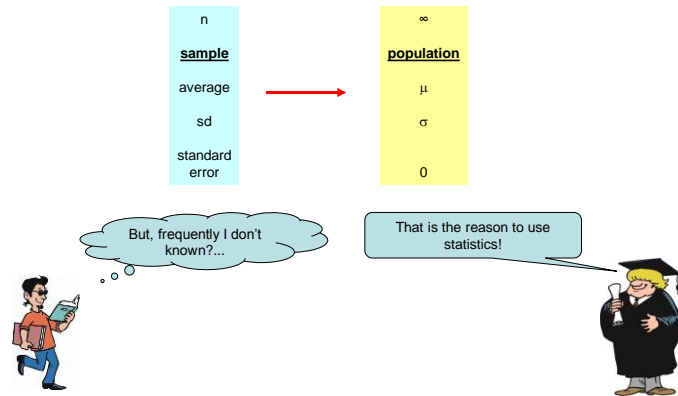 n
sample
average
sd
standard
error
∞
population
μ
σ
0
But, frequently I don't
known?...
That is the reason to use
statistics!